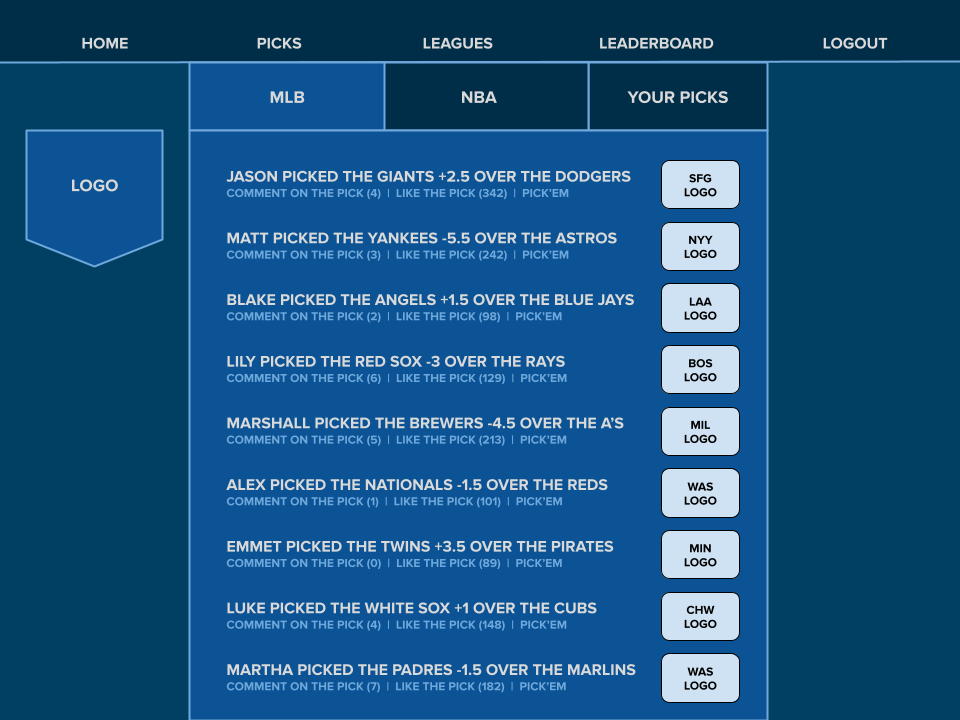 HOME PICKS LEAGUES LEADERBOARD LOGOUT
MLB NBA YOUR PICKS
LOGO
JASON PICKED THE GIANTS +2.5 OVER THE DODGERS
COMMENT ON THE PICK (4) | LIKE THE PICK (342) | PICK'EM
SFG
LOGO
MATT PICKED THE YANKEES -5.5 OVER THE ASTROS
COMMENT ON THE PICK (3) | LIKE THE PICK (242) | PICK'EM
NYY
LOGO
BLAKE PICKED THE ANGELS +1.5 OVER THE BLUE JAYS
COMMENT ON THE PICK (2) | LIKE THE PICK (98) | PICK'EM
LAA
LOGO
LILY PICKED THE RED SOX -3 OVER THE RAYS
COMMENT ON THE PICK (6) | LIKE THE PICK (129) | PICK'EM
BOS
LOGO
MARSHALL PICKED THE BREWERS -4.5 OVER THE A'S
COMMENT ON THE PICK (5) | LIKE THE PICK (213) | PICK'EM
MIL
LOGO
ALEX PICKED THE NATIONALS -1.5 OVER THE REDS
COMMENT ON THE PICK (1) | LIKE THE PICK (101) | PICK'EM
WAS
LOGO
EMMET PICKED THE TWINS +3.5 OVER THE PIRATES
COMMENT ON THE PICK (0) | LIKE THE PICK (89) | PICK'EM
MIN
LOGO
LUKE PICKED THE WHITE SOX +1 OVER THE CUBS
COMMENT ON THE PICK (4) | LIKE THE PICK (148) | PICK'EM
CHW
LOGO
MARTHA PICKED THE PADRES -1.5 OVER THE MARLINS
COMMENT ON THE PICK (7) | LIKE THE PICK (182) | PICK'EM
WAS
LOGO